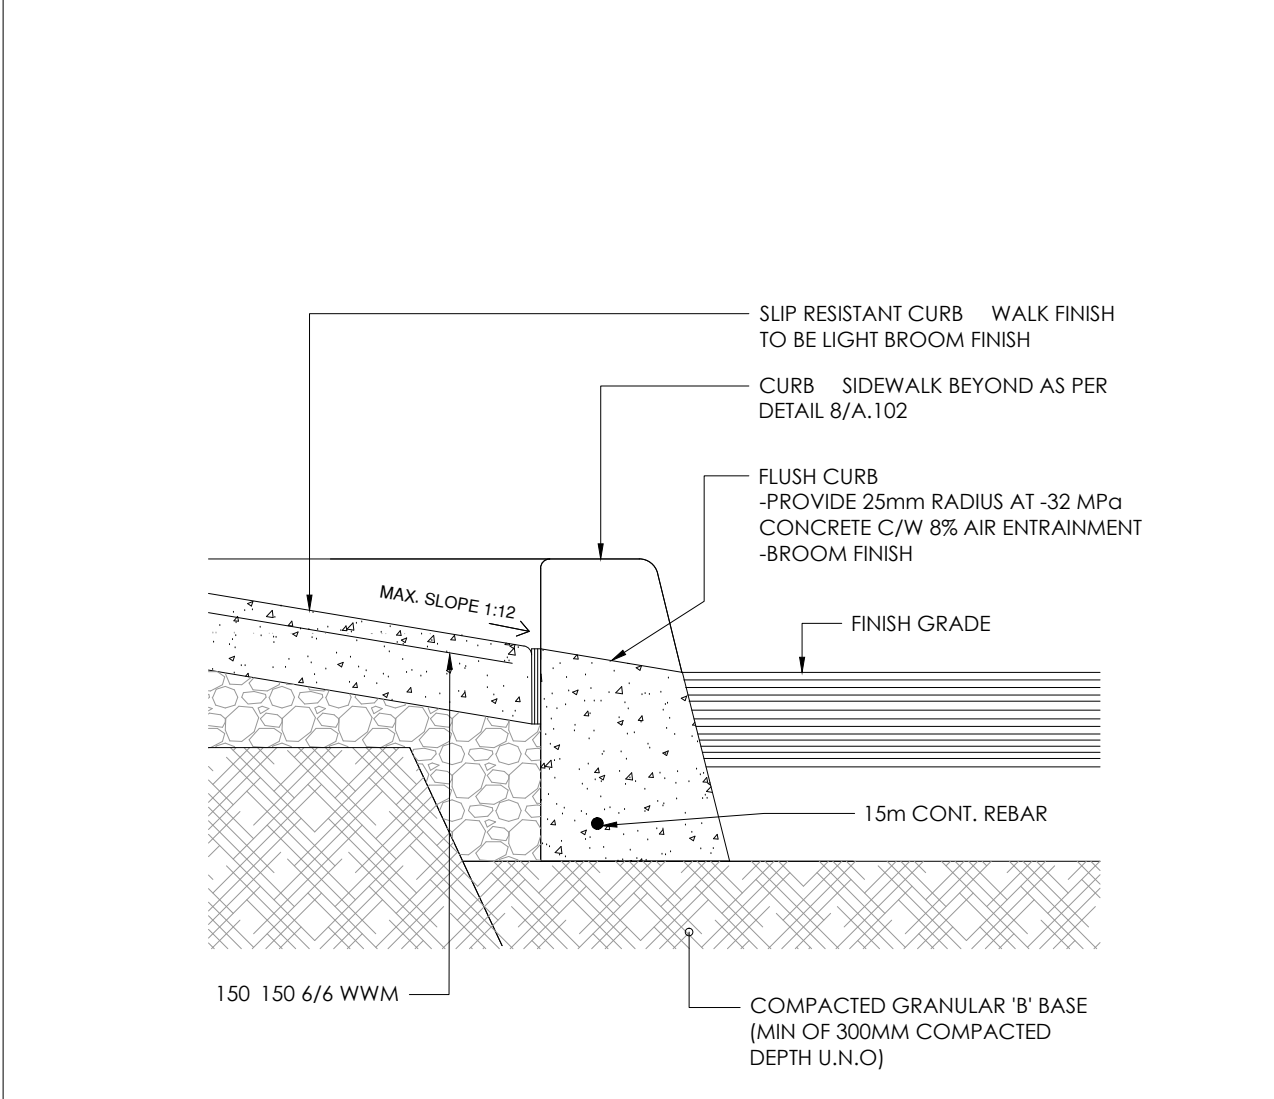 SLIP RESISTANT CURB WALK FINISH
TO BE LIGHT BROOM FINISH
CURB SIDEWALK BEYOND AS PER
DETAIL 8/A.102
FLUSH CURB
-PROVIDE 25mm RADIUS AT -32 MPa
CONCRETE C/W 8% AIR ENTRAINMENT
-BROOM FINISH
MAX. SLOPE 1:12
FINISH GRADE
15m CONT. REBAR
150 150 6/6 WWM
COMPACTED GRANULAR 'B' BASE
(MIN OF 300MM COMPACTED
DEPTH U.N.O)